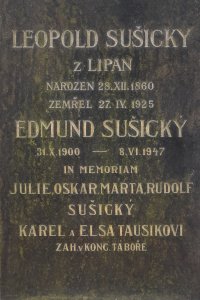 LEOPOLD SUŠICKÝ
z LIPAN
NAROZEN 28.XII.1860
ZEMŘEL 27.IV.1925
EDMUND SUŠICKÝ
31.X.1900 — 8.VI.1947
IN MEMORIAM
JULIE, OSKAR, MARTA, RUDOLF
SUŠICKÝ
KAREL a ELSA TAUSIKOVI
ZAH. v KONC. TÁBOŘE